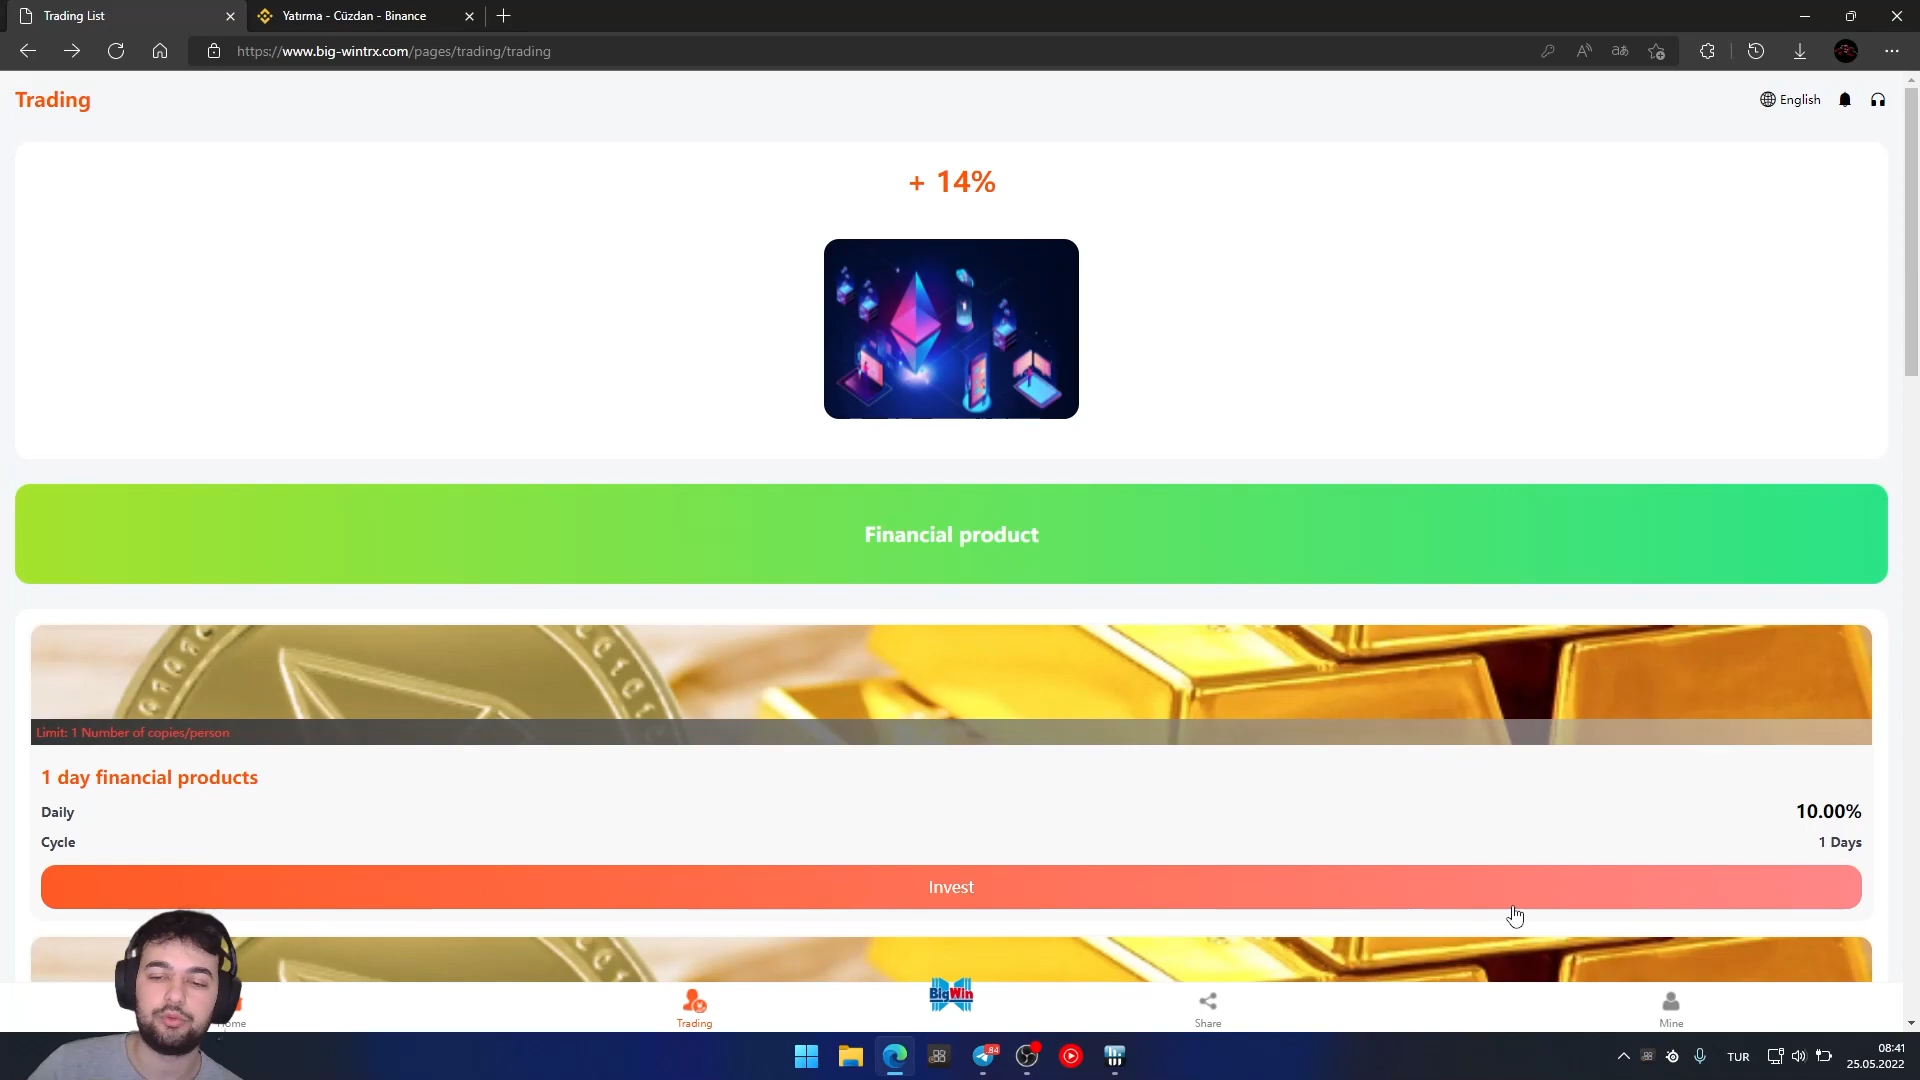 Trading List
Yatırma - Cüzdan - Binance
https://www.big-wintrx.com/pages/trading/trading
Trading
English
+ 14%
Financial product
Limit: 1 Number of copies/person
1 day financial products
Daily
10.00%
Cycle
1 Days
Invest
BigWin
Home
Trading
Share
Mine
84
TUR
08:41
25.05.2022